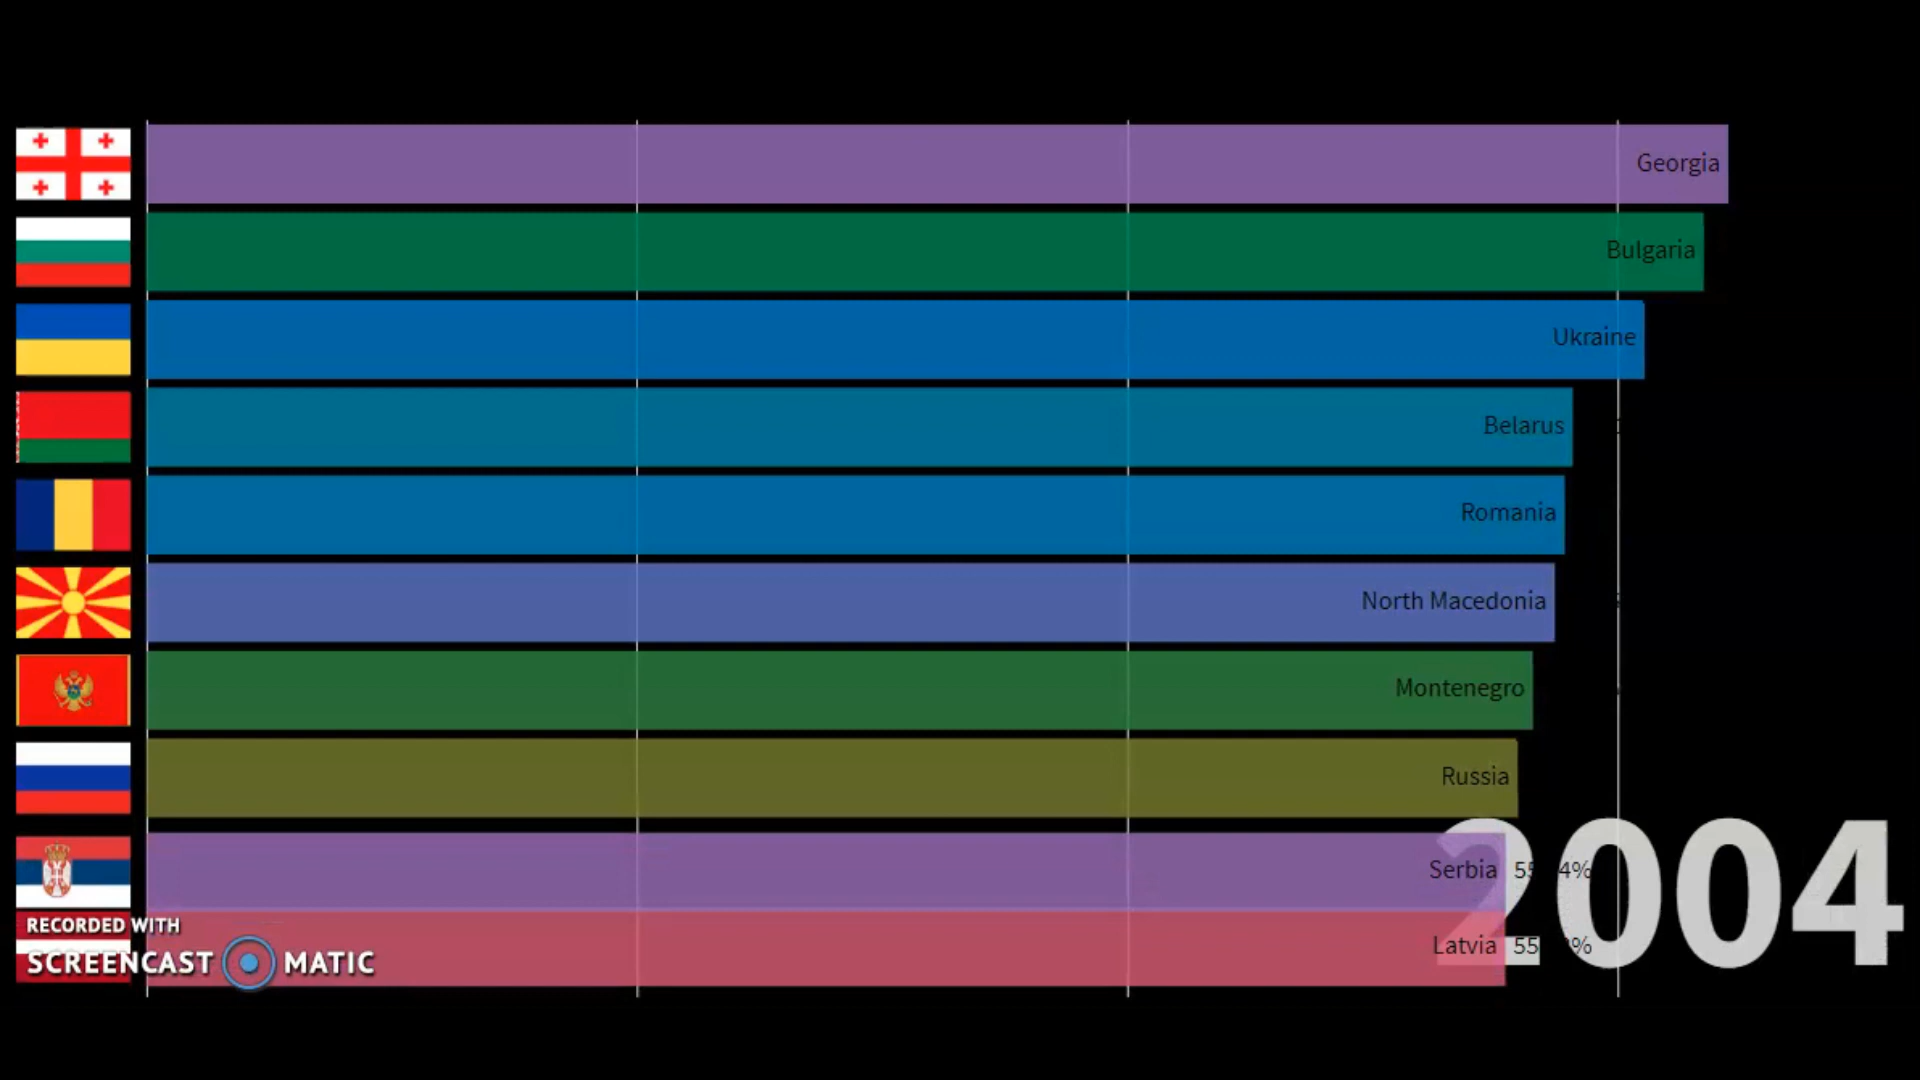 Georgia
Bulgaria
Ukraine
Belarus
Romania
North Macedonia
Montenegro
Russia
2004
Serbia
Latvia
RECORDED WITH
SCREENCAST MATIC